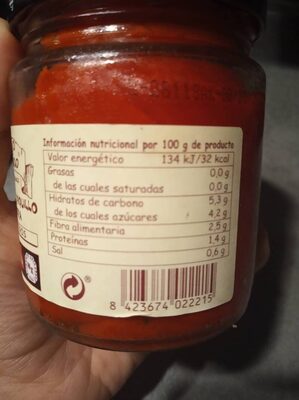 Información nutricional por 100 g de producto
Valor energético 134 kJ/32 kcal
Grasas 0,0 g
de las cuales saturadas 0,0 g
Hidratos de carbono 5,3 g
de los cuales azúcares 4,2 g
Fibra alimentaria 2,5 g
Proteínas 1,4 g
Sal 0,6 g
®
8 423674 022215